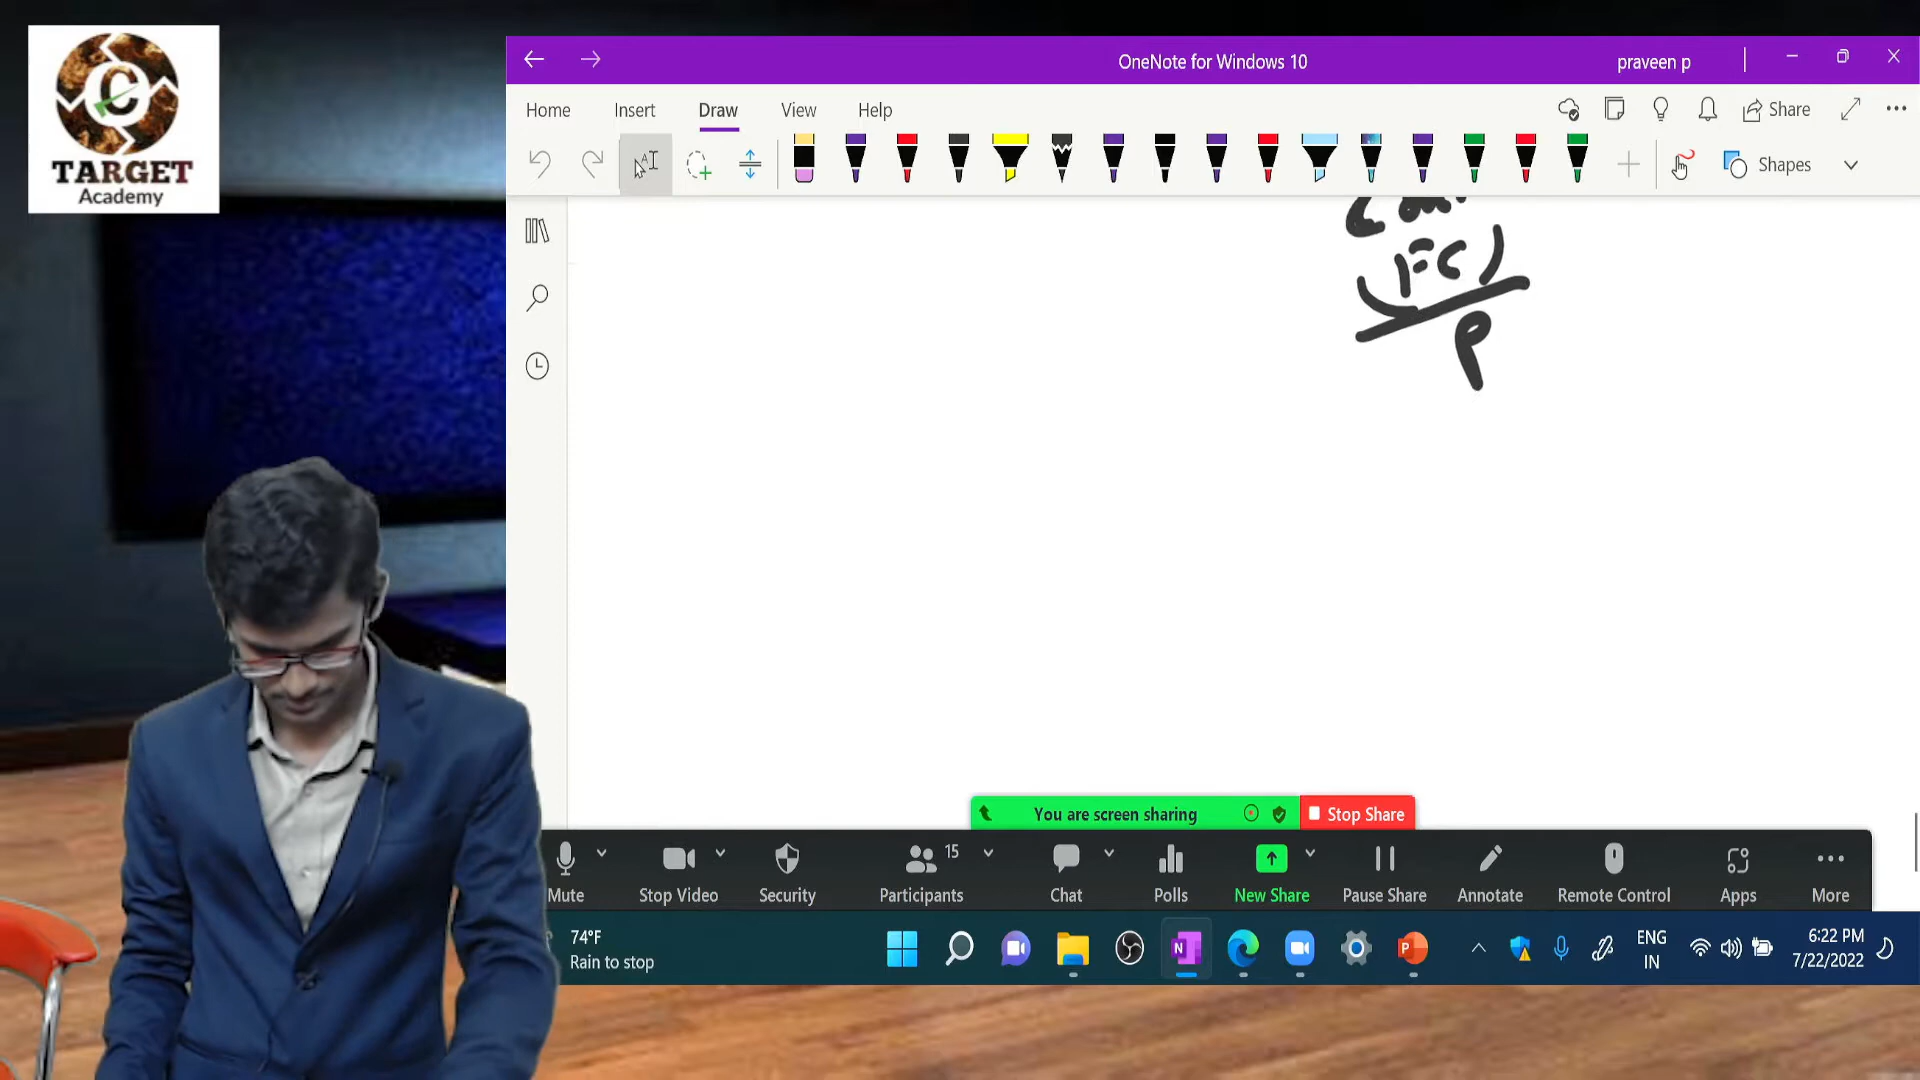 TARGET
Academy
OneNote for Windows 10
praveen p
Home Insert Draw View Help
Share
Shapes
P
You are screen sharing Stop Share
15
Mute Stop Video Security Participants Chat Polls New Share Pause Share Annotate Remote Control Apps More
74°F
Rain to stop
ENG
IN
6:22 PM
7/22/2022